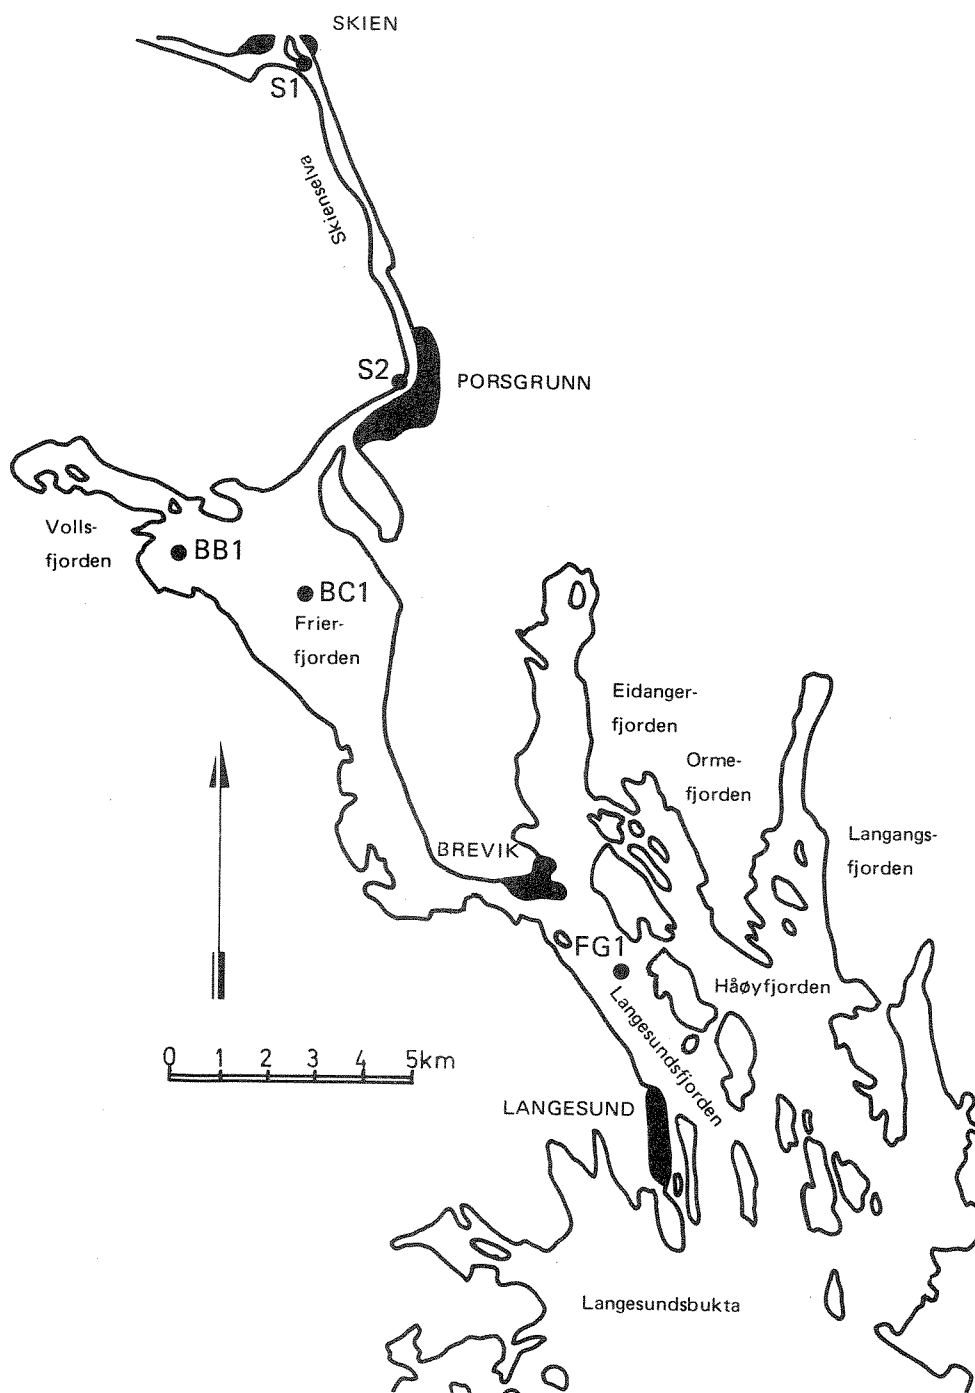 SKIEN
S1
Skienselva
S2
PORSGRUNN
Volls-
fjorden
BB1
BC1
Frier-
fjorden
Eidanger-
fjorden
Orme-
fjorden
Langangs-
fjorden
BREVIK
FG1
Håøyfjorden
Langesundsfjorden
0 1 2 3 4 5km
LANGESUND
Langesundsbukta